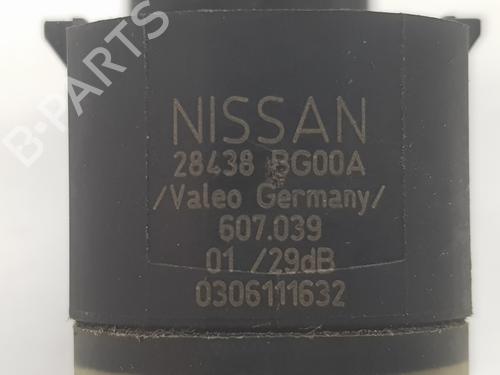 NISSAN
28438 BG00A
/Valeo Germany/
607.039
01 /29dB
0306111632
B-PARTS